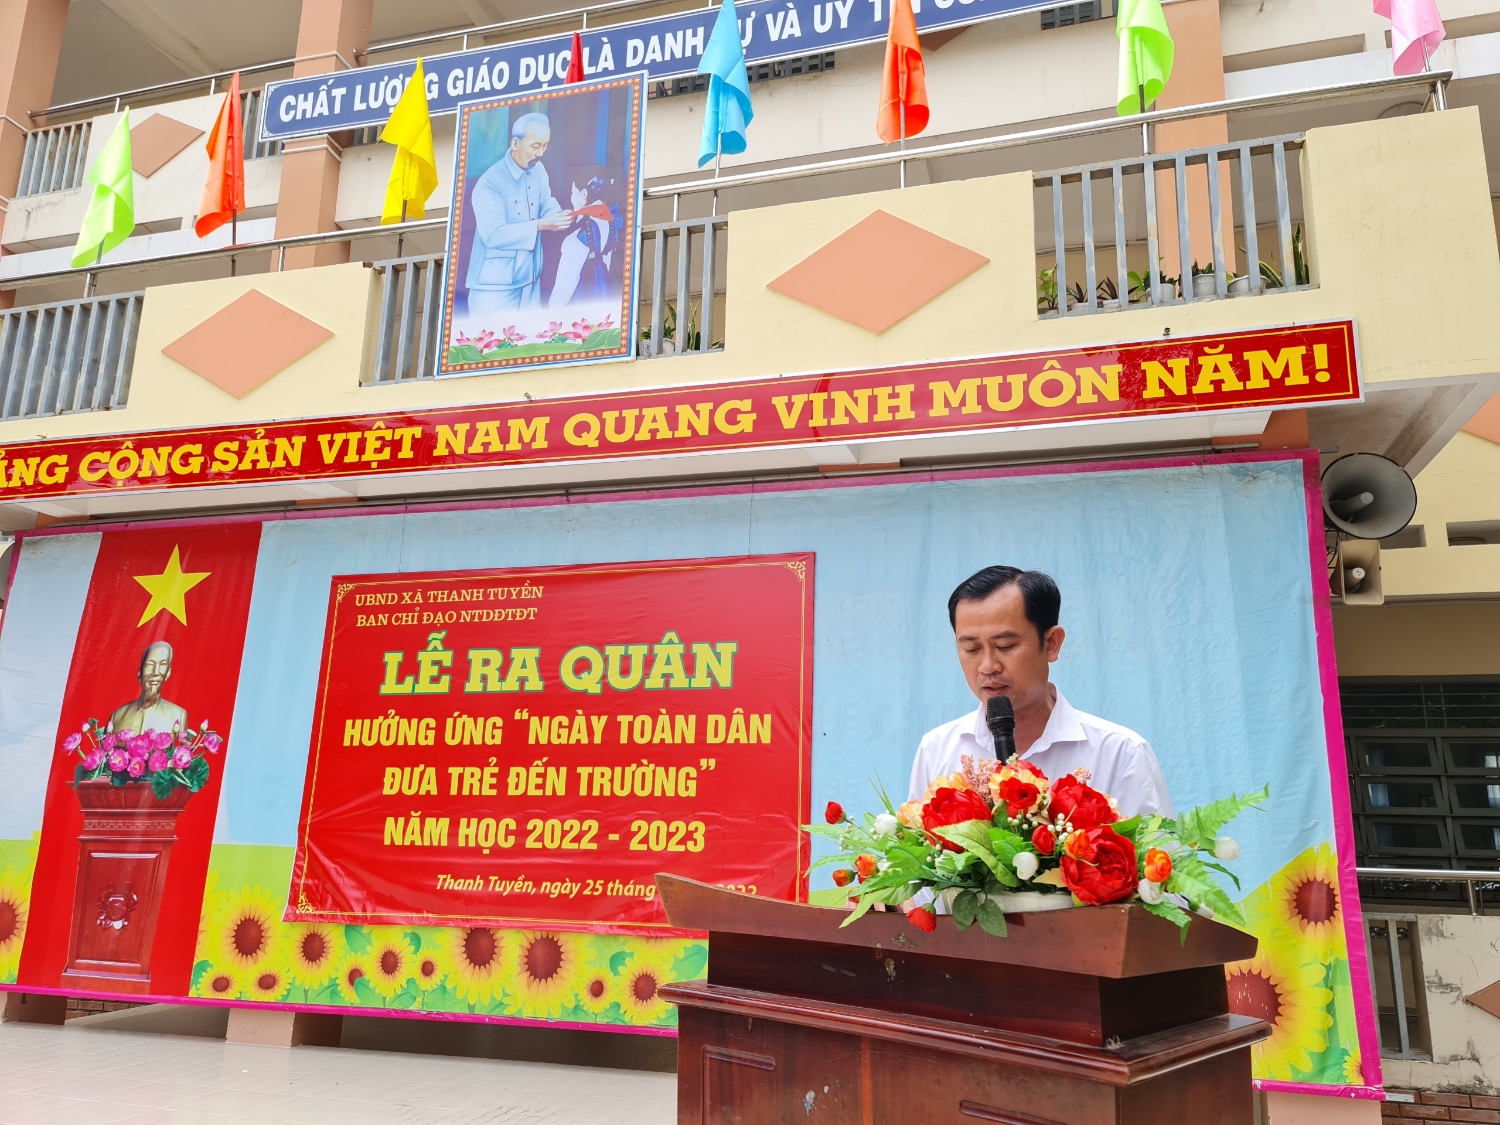 CHẤT LƯỢNG GIÁO DỤC LÀ DANH DỰ VÀ UY TÍN
CỘNG SẢN VIỆT NAM QUANG VINH MUÔN NĂM!
UBND XÃ THANH TUYỀN
BAN CHỈ ĐẠO NTDĐTĐT
LỄ RA QUÂN
HƯỞNG ỨNG “NGÀY TOÀN DÂN
ĐƯA TRẺ ĐẾN TRƯỜNG”
NĂM HỌC 2022 - 2023
Thanh Tuyền, ngày 25 tháng